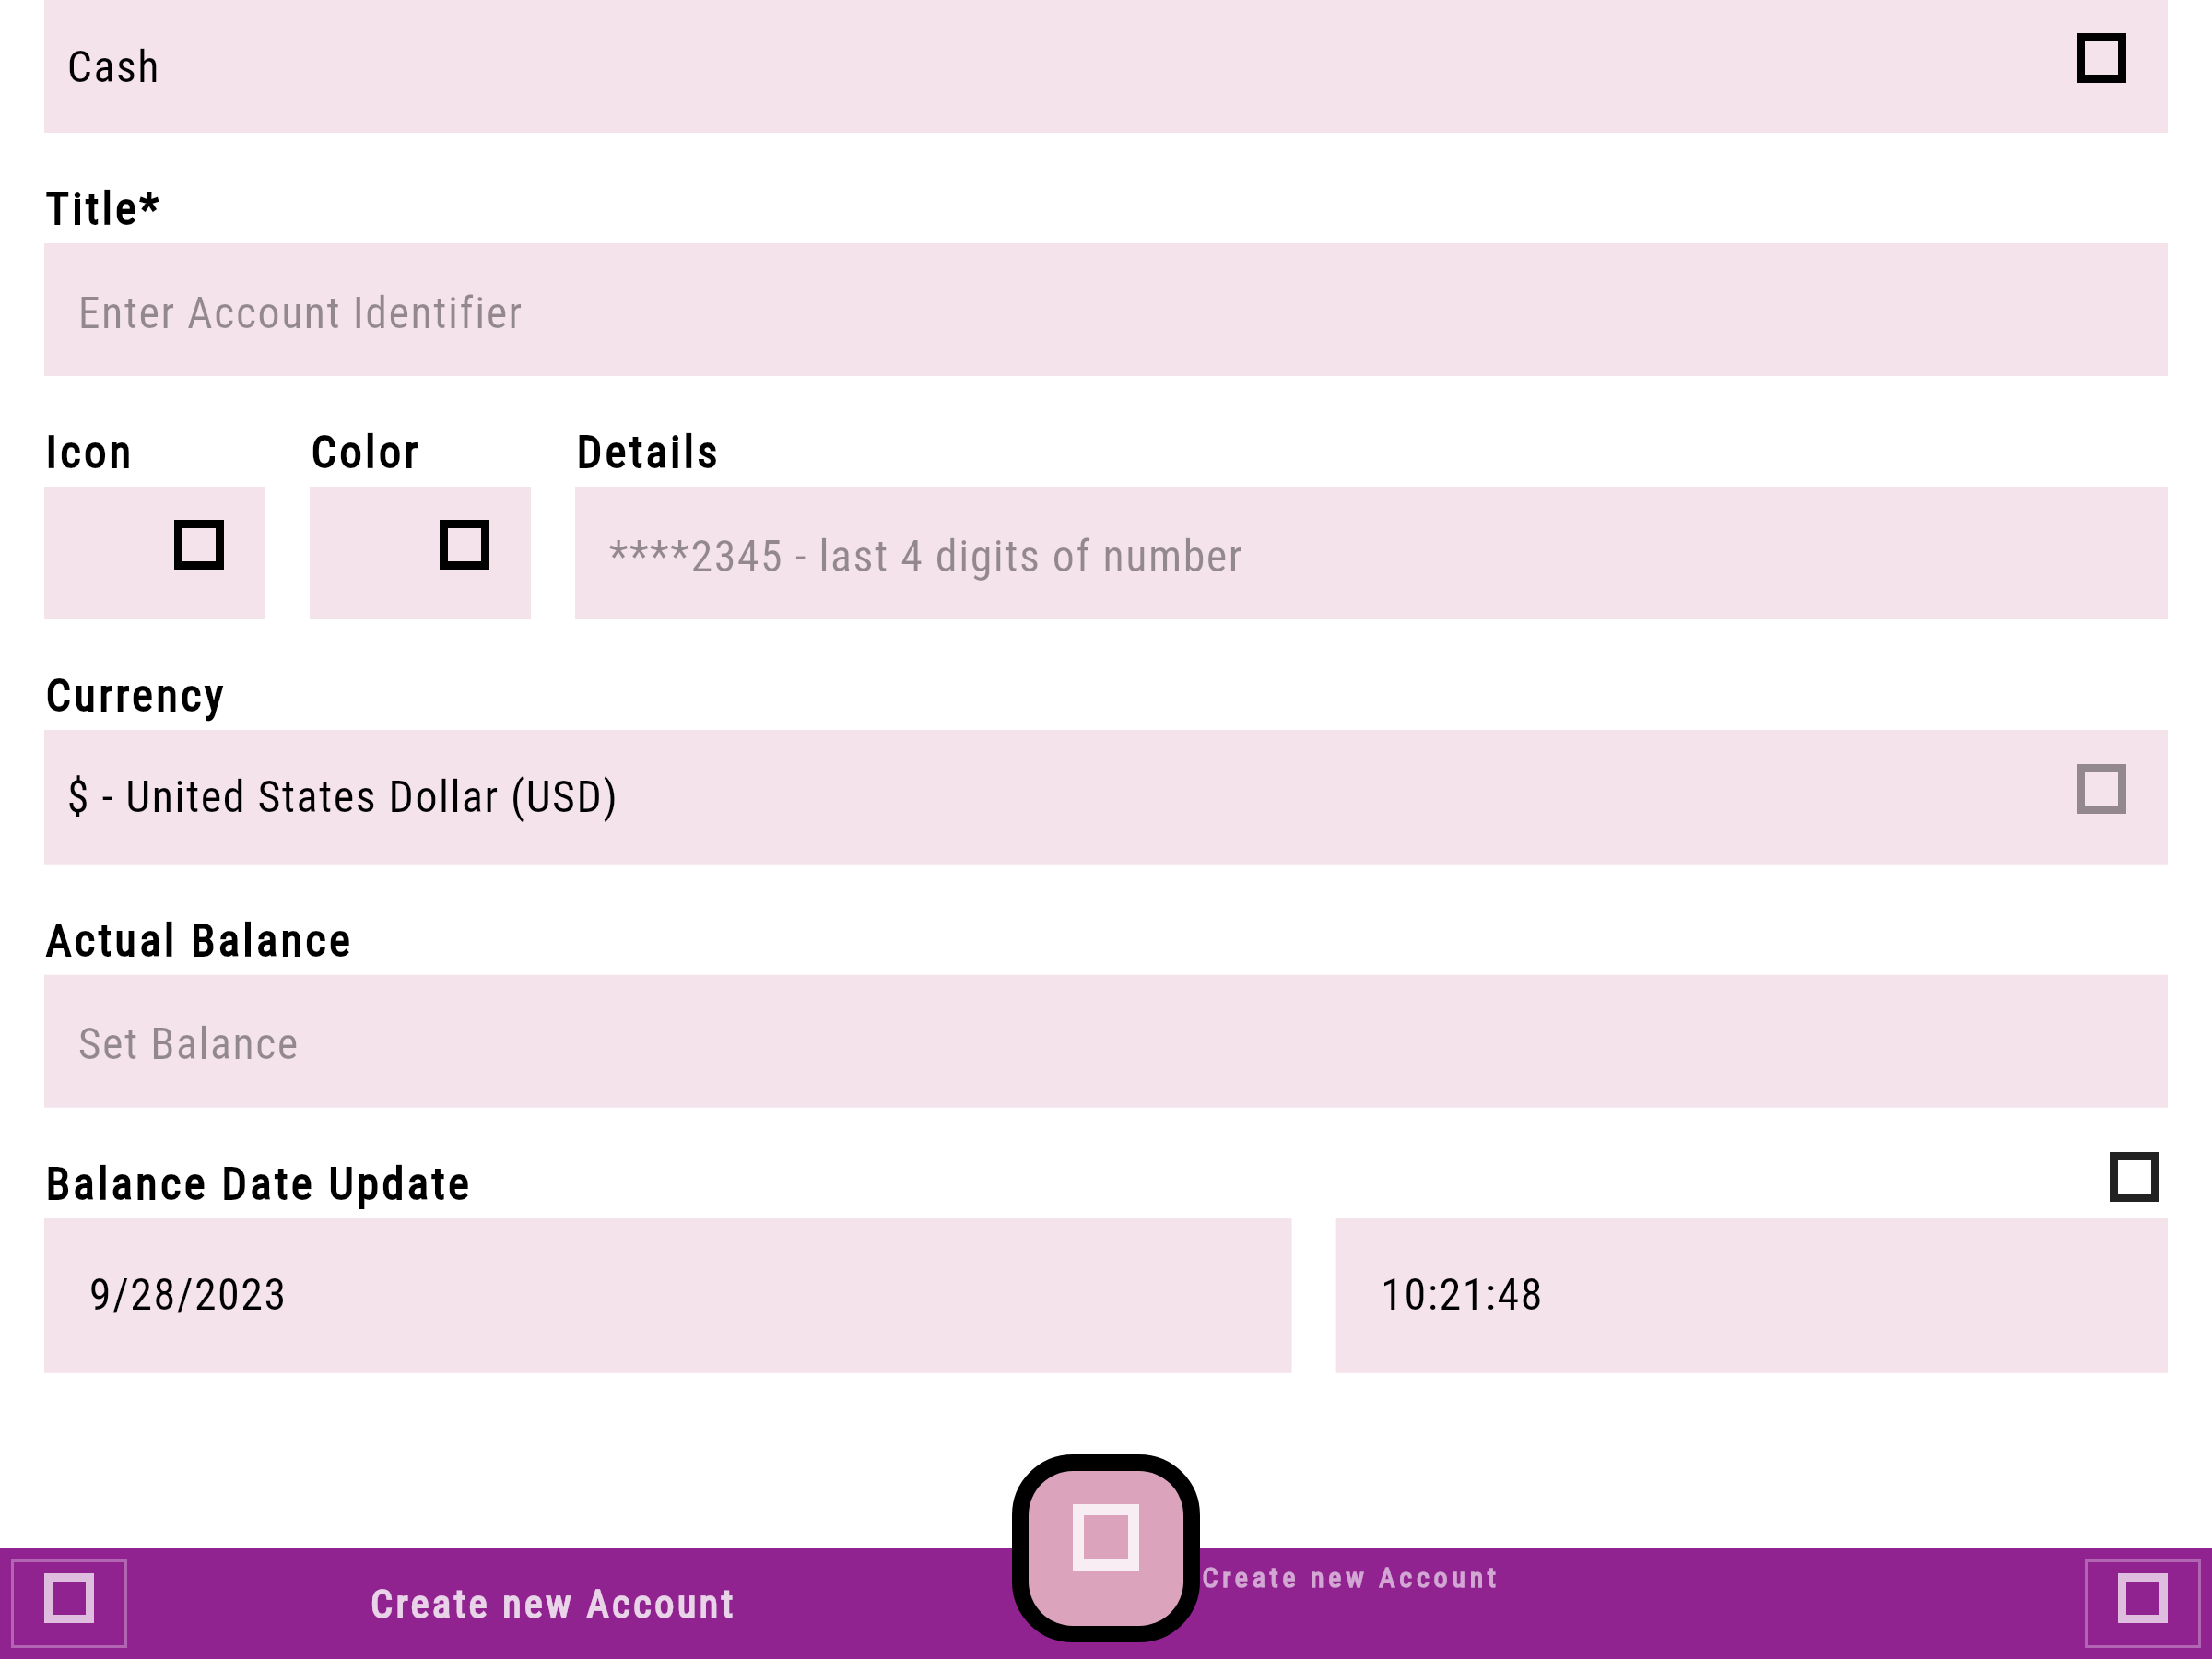 Cash
Title*
Enter Account Identifier
Icon Color Details
****2345 - last 4 digits of number
Currency
$ - United States Dollar (USD)
Actual Balance
Set Balance
Balance Date Update
9/28/2023 10:21:48
Create new Account
Create new Account